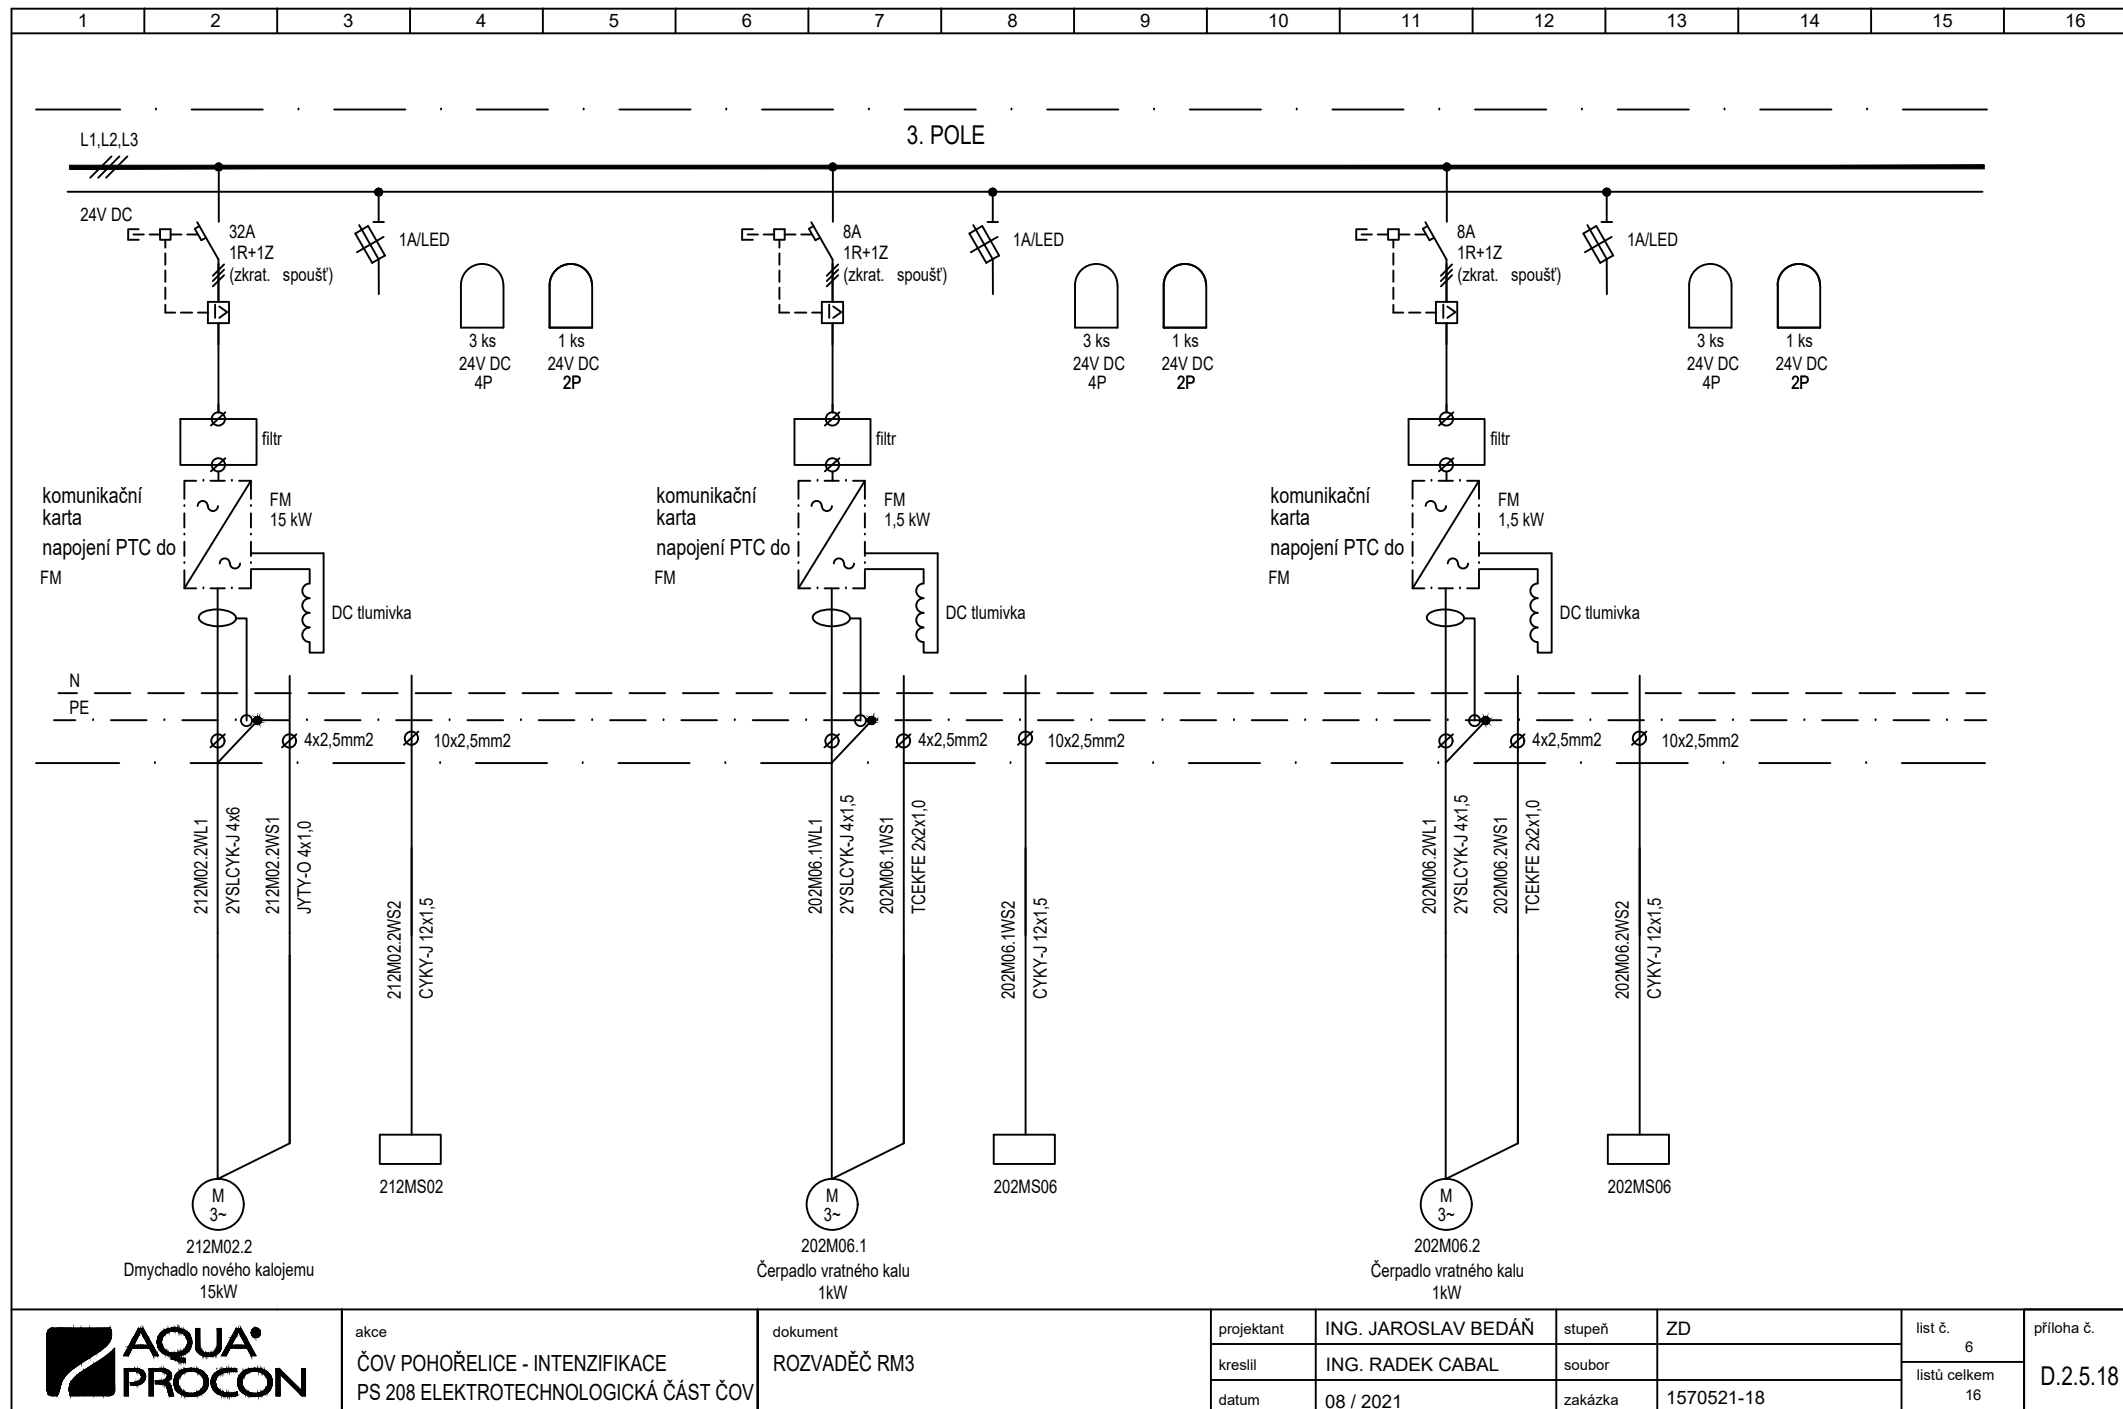 1 2 3 4 5 6 7 8 9 10 11 12 13 14 15 16
3. POLE
L1,L2,L3
24V DC
32A
1R+1Z
(zkrat. spoušť)
1A/LED
3 ks
24V DC
4P
1 ks
24V DC
2P
filtr
komunikační
karta
napojení PTC do
FM
FM
15 kW
DC tlumivka
8A
1R+1Z
(zkrat. spoušť)
1A/LED
3 ks
24V DC
4P
1 ks
24V DC
2P
filtr
komunikační
karta
napojení PTC do
FM
FM
1,5 kW
DC tlumivka
8A
1R+1Z
(zkrat. spoušť)
1A/LED
3 ks
24V DC
4P
1 ks
24V DC
2P
filtr
komunikační
karta
napojení PTC do
FM
FM
1,5 kW
DC tlumivka
N
PE
4x2,5mm2
10x2,5mm2
4x2,5mm2
10x2,5mm2
4x2,5mm2
10x2,5mm2
212M02.2WL1
2YSLCYK-J 4x6
212M02.2WS1
JYTY-O 4x1,0
212M02.2WS2
CYKY-J 12x1,5
202M06.1WL1
2YSLCYK-J 4x1,5
202M06.1WS1
TCEKFE 2x2x1,0
202M06.1WS2
CYKY-J 12x1,5
202M06.2WL1
2YSLCYK-J 4x1,5
202M06.2WS1
TCEKFE 2x2x1,0
202M06.2WS2
CYKY-J 12x1,5
M
3~
212M02.2
Dmychadlo nového kalojemu
15kW
212MS02
M
3~
202M06.1
Čerpadlo vratného kalu
1kW
202MS06
M
3~
202M06.2
Čerpadlo vratného kalu
1kW
202MS06
AQUA
PROCON
akce
ČOV POHOŘELICE - INTENZIFIKACE
PS 208 ELEKTROTECHNOLOGICKÁ ČÁST ČOV
dokument
ROZVADĚČ RM3
projektant ING. JAROSLAV BEDÁŇ
kreslil ING. RADEK CABAL
datum 08 / 2021
stupeň ZD
soubor
zakázka 1570521-18
list č.
6
listů celkem
16
příloha č.
D.2.5.18